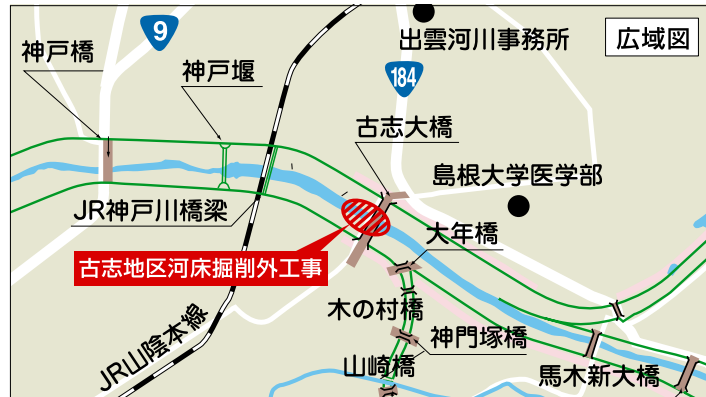 9
出雲河川事務所
広域図
神戸橋
神戸堰
184
古志大橋
島根大学医学部
JR神戸川橋梁
大年橋
古志地区河床掘削外工事
木の村橋
神門塚橋
JR山陰本線
山崎橋
馬木新大橋